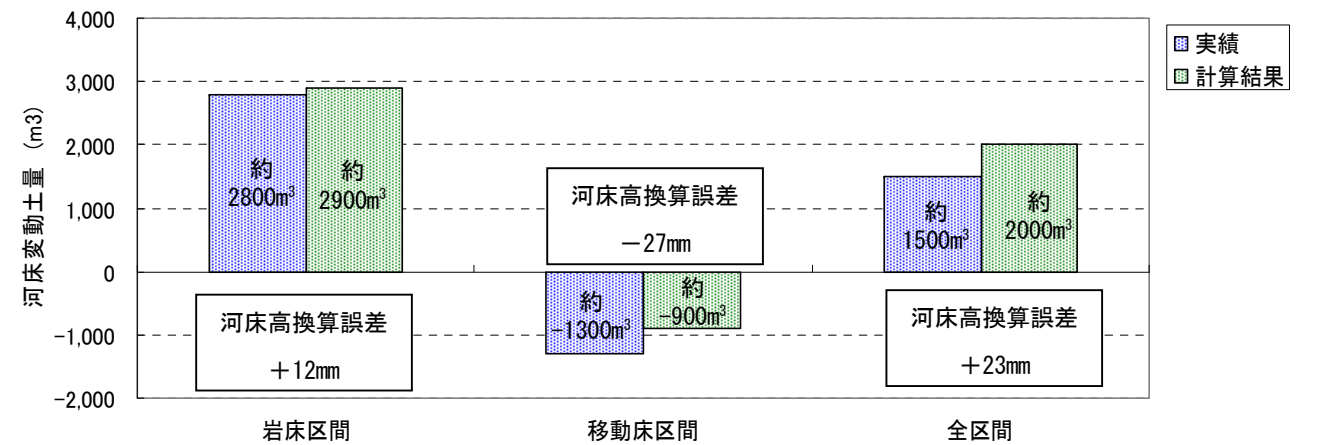 4,000
3,000
2,000
1,000
0
-1,000
-2,000
河床変動土量 (m3)
実績
計算結果
約
2800m³
約
2900m³
河床高換算誤差
＋12mm
河床高換算誤差
－27mm
約
-1300m³
約
-900m³
約
1500m³
約
2000m³
河床高換算誤差
＋23mm
岩床区間
移動床区間
全区間